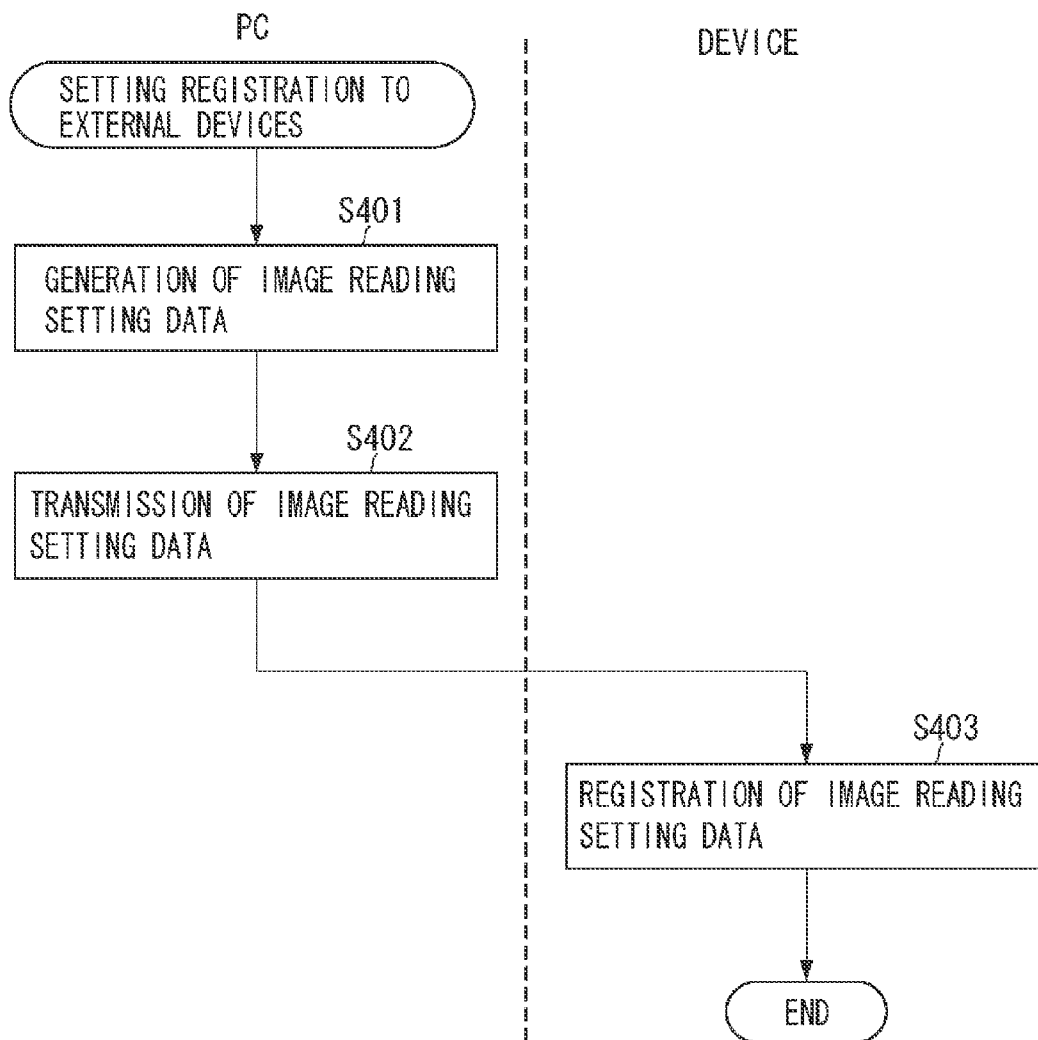 PC
DEVICE
SETTING REGISTRATION TO
EXTERNAL DEVICES
S401
GENERATION OF IMAGE READING
SETTING DATA
S402
TRANSMISSION OF IMAGE READING
SETTING DATA
S403
REGISTRATION OF IMAGE READING
SETTING DATA
END